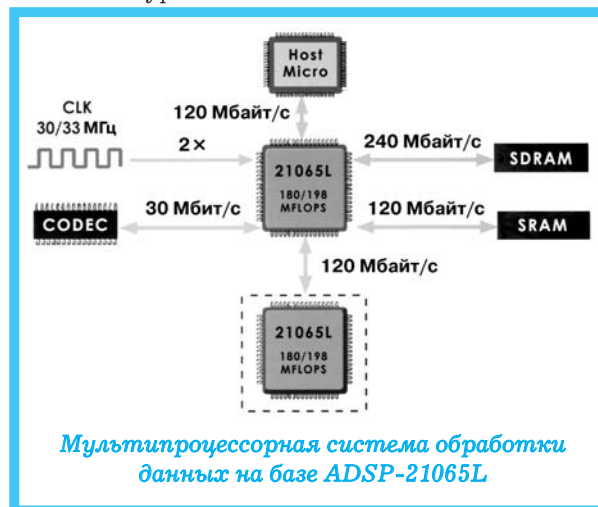 Host
Micro
CLK
30/33 МГц
120 Мбайт/с
2×
21065L
180/198
MFLOPS
240 Мбайт/с
SDRAM
CODEC
30 Мбит/с
120 Мбайт/с
SRAM
120 Мбайт/с
21065L
180/198
MFLOPS
Мультипроцессорная система обработки
данных на базе ADSP-21065L